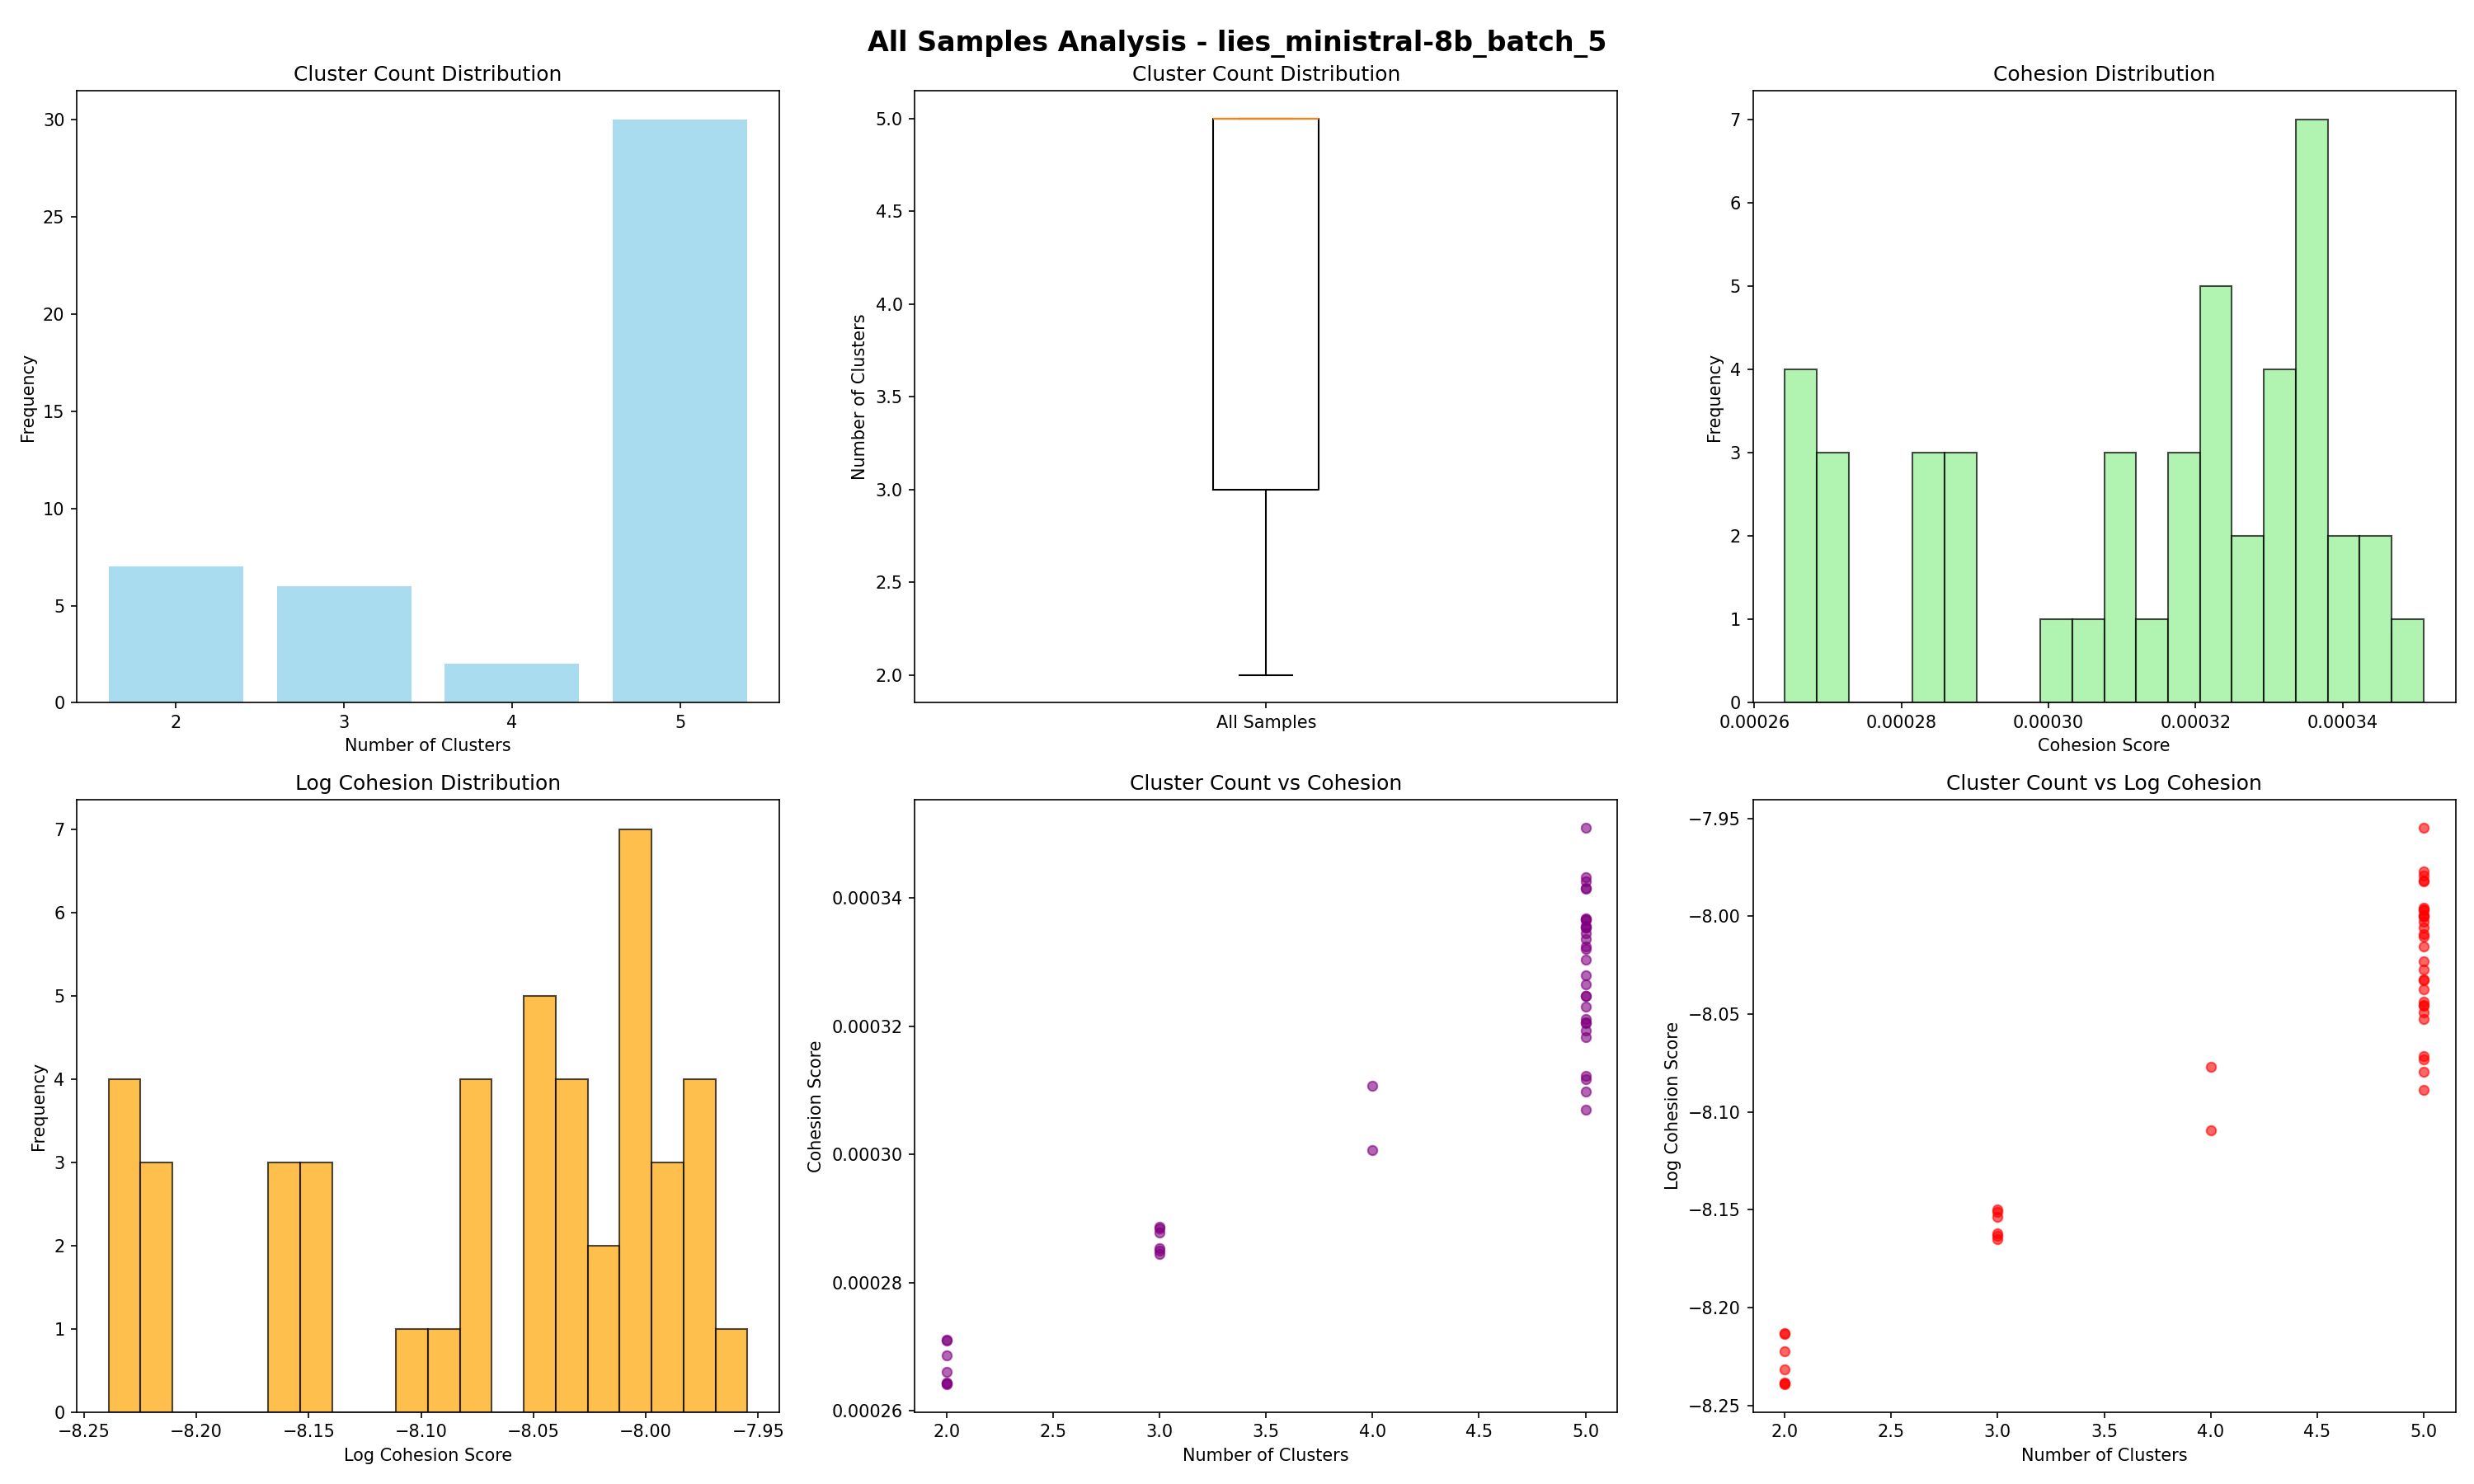 All Samples Analysis - lies_ministral-8b_batch_5
Cluster Count Distribution
30
25
20
15
10
5
0
Frequency
2 3 4 5
Number of Clusters
Cluster Count Distribution
5.0
4.5
4.0
3.5
3.0
2.5
2.0
Number of Clusters
All Samples
Cohesion Distribution
7
6
5
4
3
2
1
0
Frequency
0.00026 0.00028 0.00030 0.00032 0.00034
Cohesion Score
Log Cohesion Distribution
7
6
5
4
3
2
1
0
Frequency
−8.25 −8.20 −8.15 −8.10 −8.05 −8.00 −7.95
Log Cohesion Score
Cluster Count vs Cohesion
0.00034
0.00032
0.00030
0.00028
0.00026
Cohesion Score
2.0 2.5 3.0 3.5 4.0 4.5 5.0
Number of Clusters
Cluster Count vs Log Cohesion
−7.95
−8.00
−8.05
−8.10
−8.15
−8.20
−8.25
Log Cohesion Score
2.0 2.5 3.0 3.5 4.0 4.5 5.0
Number of Clusters